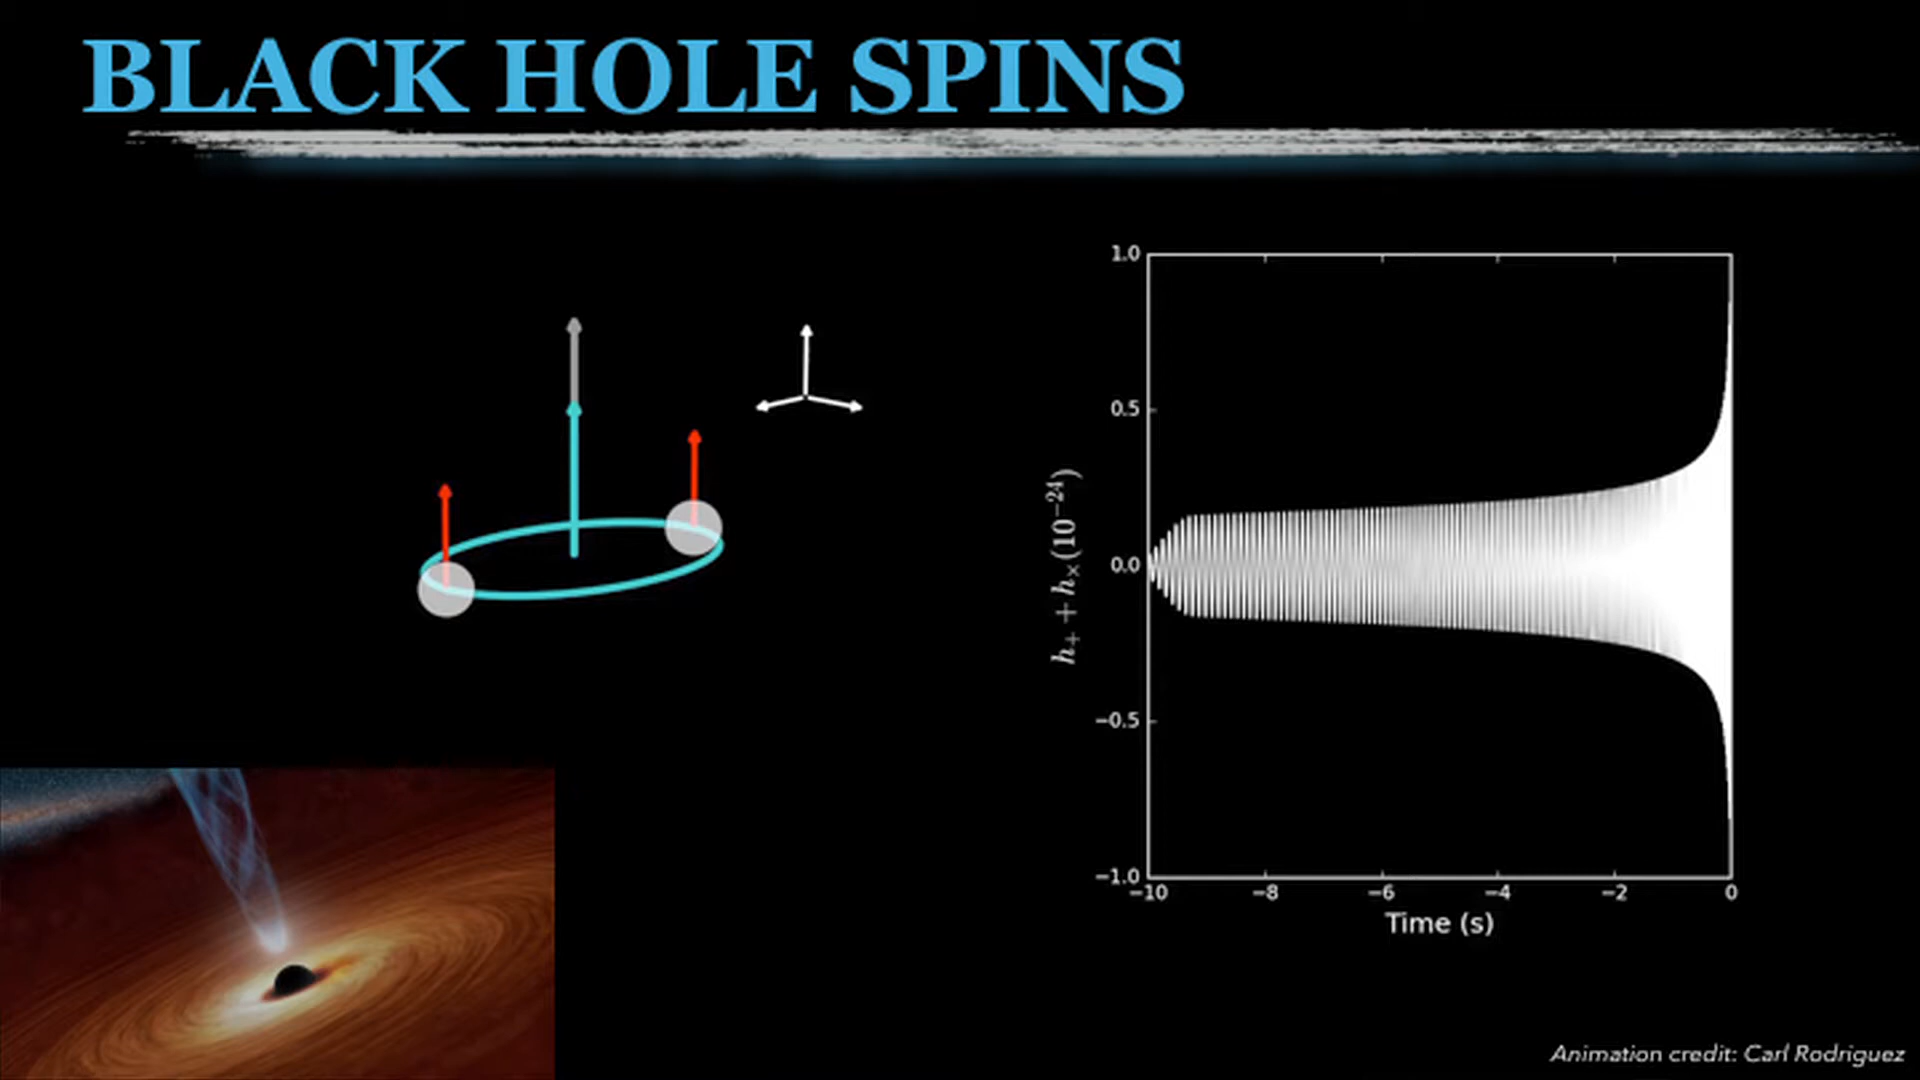 BLACK HOLE SPINS
1.0
0.5
0.0
−0.5
−1.0
h₊ + h×(10⁻²⁴)
−10 −8 −6 −4 −2 0
Time (s)
Animation credit: Carl Rodriguez